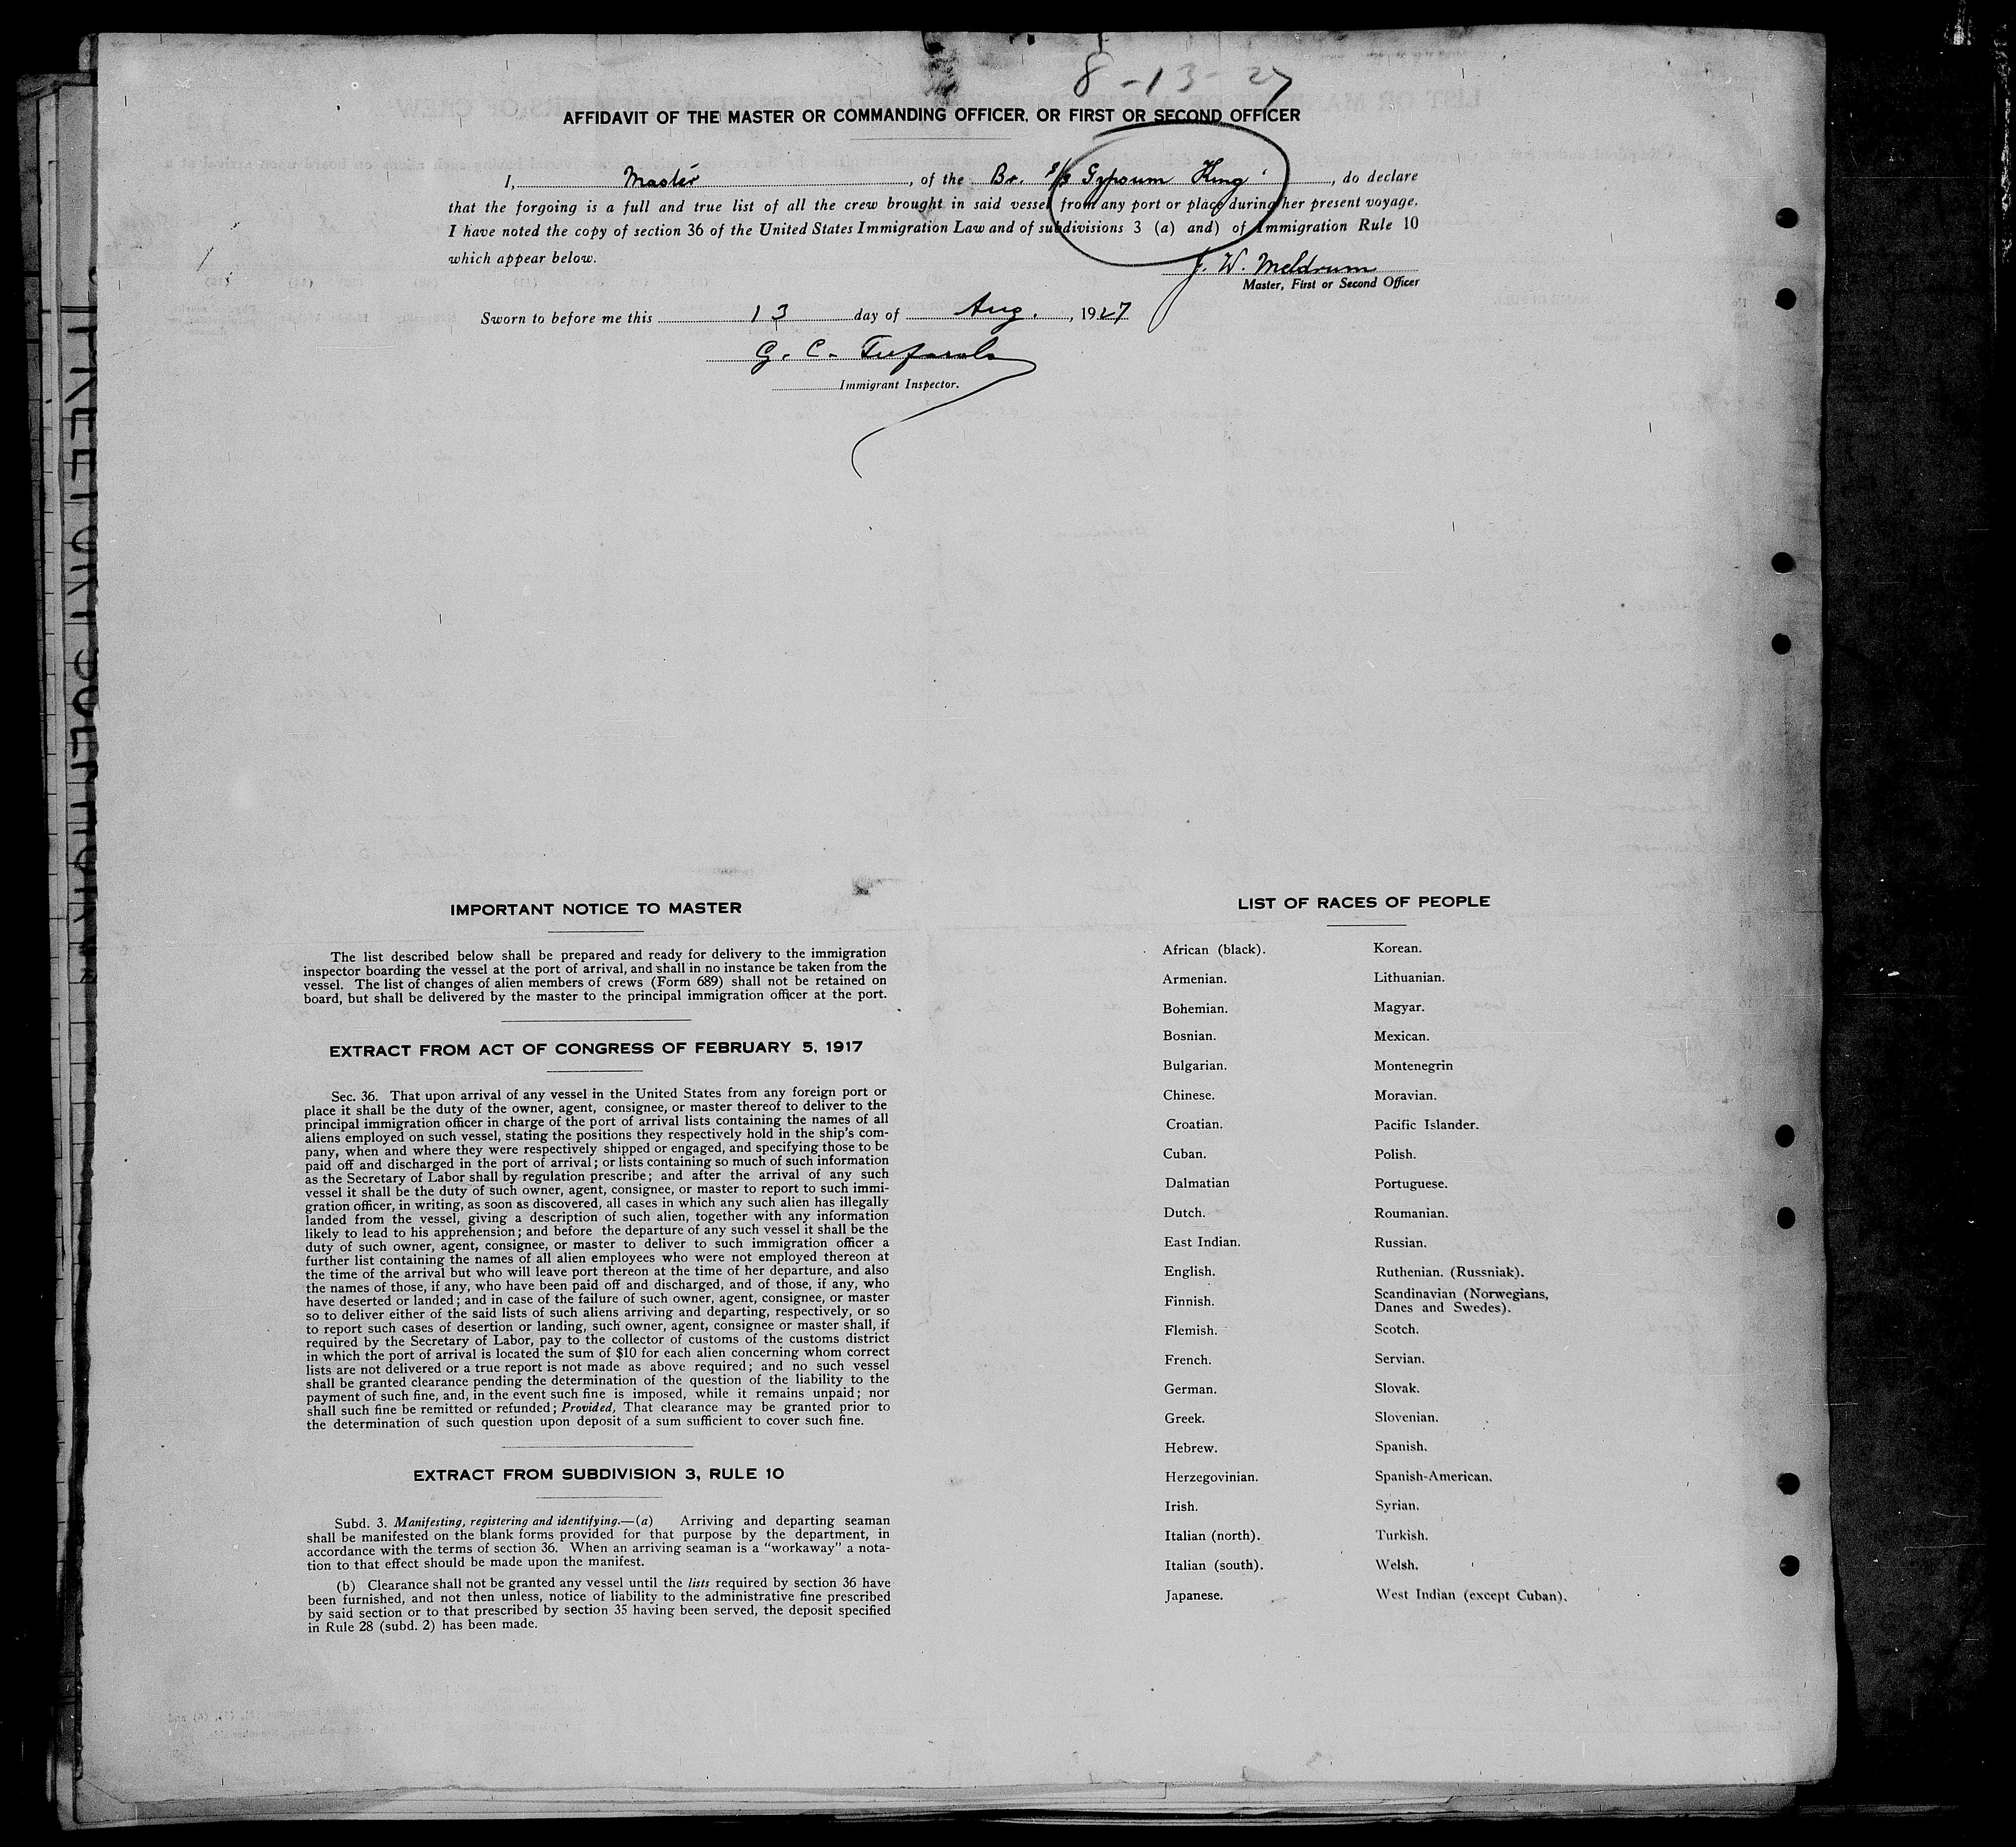 8-13-27
AFFIDAVIT OF THE MASTER OR COMMANDING OFFICER, OR FIRST OR SECOND OFFICER
I, Master, of the Br. S/S Gypsum King, do declare
that the forgoing is a full and true list of all the crew brought in said vessel from any port or place during her present voyage.
I have noted the copy of section 36 of the United States Immigration Law and of subdivisions 3 (a) and) of Immigration Rule 10
which appear below.
J. W. Meldrum
Master, First or Second Officer
Sworn to before me this 13 day of Aug., 1927
G. C.
Immigrant Inspector.
IMPORTANT NOTICE TO MASTER
The list described below shall be prepared and ready for delivery to the immigration
inspector boarding the vessel at the port of arrival, and shall in no instance be taken from the
vessel. The list of changes of alien members of crews (Form 689) shall not be retained on
board, but shall be delivered by the master to the principal immigration officer at the port.
EXTRACT FROM ACT OF CONGRESS OF FEBRUARY 5, 1917
Sec. 36. That upon arrival of any vessel in the United States from any foreign port or
place it shall be the duty of the owner, agent, consignee, or master thereof to deliver to the
principal immigration officer in charge of the port of arrival lists containing the names of all
aliens employed on such vessel, stating the positions they respectively hold in the ship's com-
pany, when and where they were respectively shipped or engaged, and specifying those to be
paid off and discharged in the port of arrival; or lists containing so much of such information
as the Secretary of Labor shall by regulation prescribe; and after the arrival of any such
vessel it shall be the duty of such owner, agent, consignee, or master to report to such immi-
gration officer, in writing, as soon as discovered, all cases in which any such alien has illegally
landed from the vessel, giving a description of such alien, together with any information
likely to lead to his apprehension; and before the departure of any such vessel it shall be the
duty of such owner, agent, consignee, or master to deliver to such immigration officer a
further list containing the names of all alien employees who were not employed thereon at
the time of the arrival but who will leave port thereon at the time of her departure, and also
the names of those, if any, who have been paid off and discharged, and of those, if any, who
have deserted or landed; and in case of the failure of such owner, agent, consignee, or master
so to deliver either of the said lists of such aliens arriving and departing, respectively, or so
to report such cases of desertion or landing, such owner, agent, consignee or master shall, if
required by the Secretary of Labor, pay to the collector of customs of the customs district
in which the port of arrival is located the sum of $10 for each alien concerning whom correct
lists are not delivered or a true report is not made as above required; and no such vessel
shall be granted clearance pending the determination of the question of the liability to the
payment of such fine, and, in the event such fine is imposed, while it remains unpaid; nor
shall such fine be remitted or refunded; Provided, That clearance may be granted prior to
the determination of such question upon deposit of a sum sufficient to cover such fine.
EXTRACT FROM SUBDIVISION 3, RULE 10
Subd. 3. Manifesting, registering and identifying.—(a) Arriving and departing seaman
shall be manifested on the blank forms provided for that purpose by the department, in
accordance with the terms of section 36. When an arriving seaman is a "workaway" a nota-
tion to that effect should be made upon the manifest.
(b) Clearance shall not be granted any vessel until the lists required by section 36 have
been furnished, and not then unless, notice of liability to the administrative fine prescribed
by said section or to that prescribed by section 35 having been served, the deposit specified
in Rule 28 (subd. 2) has been made.
LIST OF RACES OF PEOPLE
African (black).
Armenian.
Bohemian.
Bosnian.
Bulgarian.
Chinese.
Croatian.
Cuban.
Dalmatian
Dutch.
East Indian.
English.
Finnish.
Flemish.
French.
German.
Greek.
Hebrew.
Herzegovinian.
Irish.
Italian (north).
Italian (south).
Japanese.
Korean.
Lithuanian.
Magyar.
Mexican.
Montenegrin
Moravian.
Pacific Islander.
Polish.
Portuguese.
Roumanian.
Russian.
Ruthenian. (Russniak).
Scandinavian (Norwegians,
Danes and Swedes).
Scotch.
Servian.
Slovak.
Slovenian.
Spanish.
Spanish-American.
Syrian.
Turkish.
Welsh.
West Indian (except Cuban).